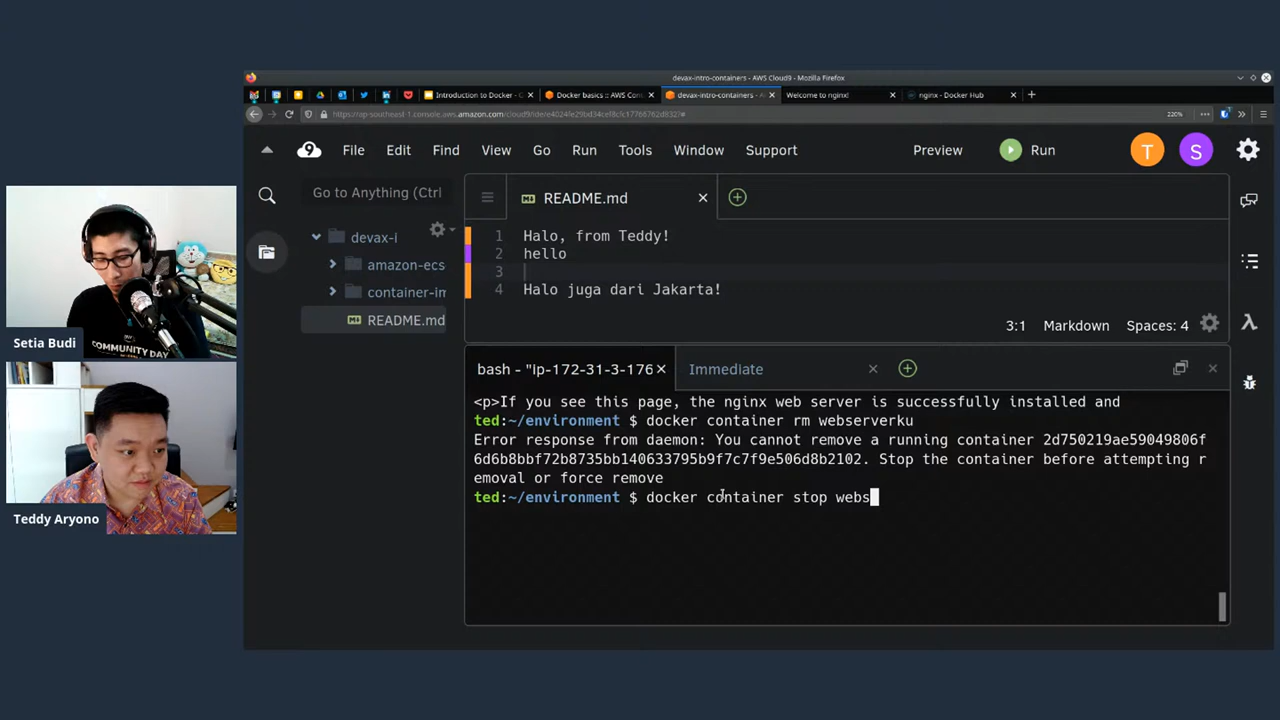 devax-intro-containers - AWS Cloud9 - Mozilla Firefox
Introduction to Docker - G
Docker basics :: AWS Con
devax-intro-containers - A
Welcome to nginx!
nginx - Docker Hub
220%
9
File Edit Find View Go Run Tools Window Support Preview Run T S
Go to Anything (Ctrl
README.md
devax-i
amazon-ecs
container-im
README.md
1 Halo, from Teddy!
2 hello
3
4 Halo juga dari Jakarta!
3:1 Markdown Spaces: 4
COMMUNITY DAY
Setia Budi
Teddy Aryono
bash - "ip-172-31-3-176
Immediate
<p>If you see this page, the nginx web server is successfully installed and
ted:~/environment $ docker container rm webserverku
Error response from daemon: You cannot remove a running container 2d750219ae59049806f
6d6b8bbf72b8735bb140633795b9f7c7f9e506d8b2102. Stop the container before attempting r
emoval or force remove
ted:~/environment $ docker container stop webs